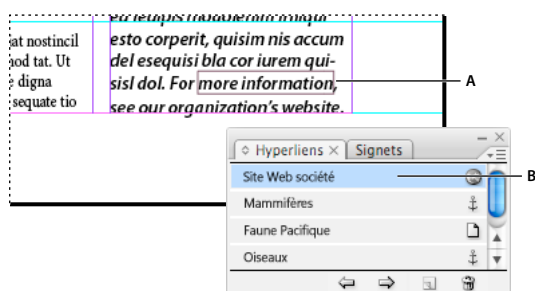 at nostincil
od tat. Ut
digna
sequate tio
esto corperit, quisim nis accum
del esequisi bla cor iurem qui-
sisl dol. For more information,
see our organization's website.
A
Hyperliens × Signets
Site Web société
B
Mammifères
Faune Pacifique
Oiseaux